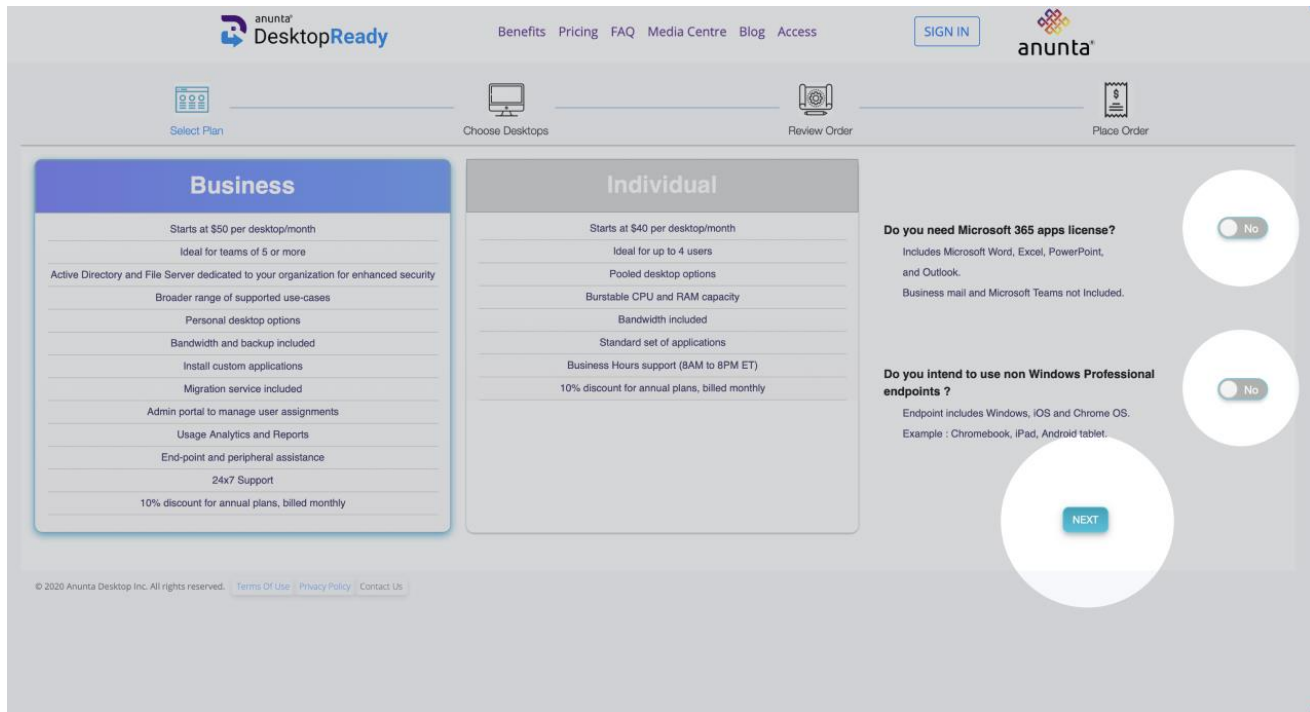 anunta®
DesktopReady
Benefits Pricing FAQ Media Centre Blog Access
SIGN IN
anunta®
Select Plan
Choose Desktops
Review Order
Place Order
Business
Starts at $50 per desktop/month
Ideal for teams of 5 or more
Active Directory and File Server dedicated to your organization for enhanced security
Broader range of supported use-cases
Personal desktop options
Bandwidth and backup included
Install custom applications
Migration service included
Admin portal to manage user assignments
Usage Analytics and Reports
End-point and peripheral assistance
24x7 Support
10% discount for annual plans, billed monthly
Individual
Starts at $40 per desktop/month
Ideal for up to 4 users
Pooled desktop options
Burstable CPU and RAM capacity
Bandwidth included
Standard set of applications
Business Hours support (8AM to 8PM ET)
10% discount for annual plans, billed monthly
Do you need Microsoft 365 apps license?
No
Includes Microsoft Word, Excel, PowerPoint,
and Outlook.
Business mail and Microsoft Teams not Included.
Do you intend to use non Windows Professional
endpoints ?
No
Endpoint includes Windows, iOS and Chrome OS.
Example : Chromebook, iPad, Android tablet.
NEXT
© 2020 Anunta Desktop Inc. All rights reserved. Terms Of Use Privacy Policy Contact Us